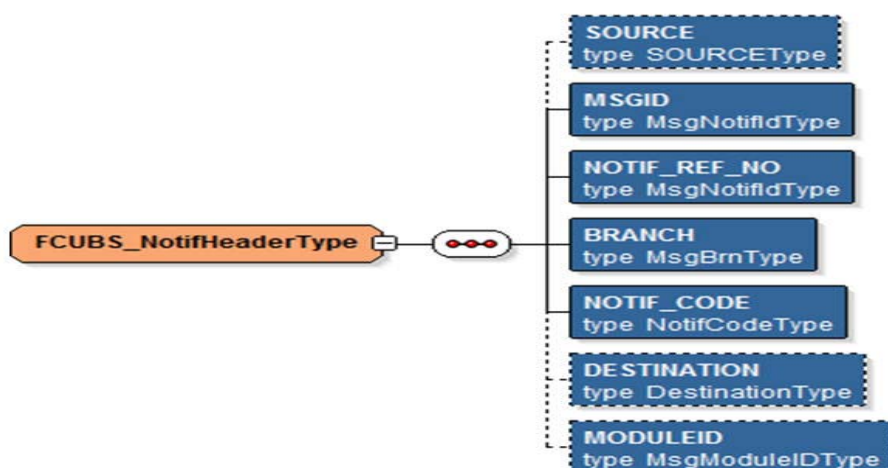 SOURCE
type SOURCEType
MSGID
type MsgNotifIdType
NOTIF_REF_NO
type MsgNotifIdType
FCUBS_NotifHeaderType
BRANCH
type MsgBrnType
NOTIF_CODE
type NotifCodeType
DESTINATION
type DestinationType
MODULEID
type MsgModuleIDType